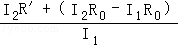 I₂R′ + ( I₂R₀ − I₁R₀ )
I₁